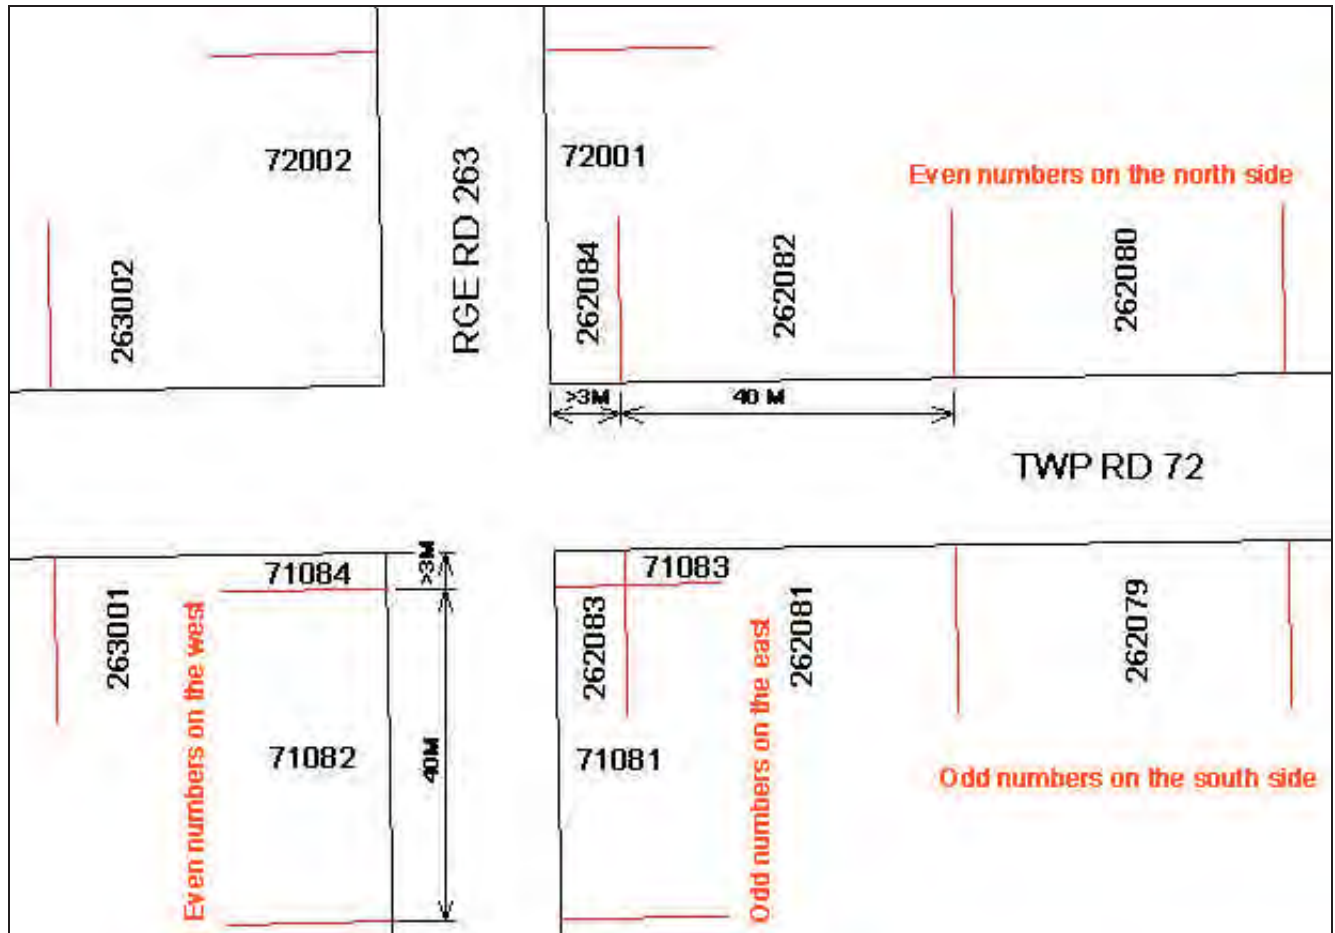 72002
RGE RD 263
72001
Even numbers on the north side
263002
262084
262082
262080
>3M
40 M
TWP RD 72
71084
>3M
71083
263001
Even numbers on the west
262083
Odd numbers on the east
262081
262079
71082
40M
71081
Odd numbers on the south side